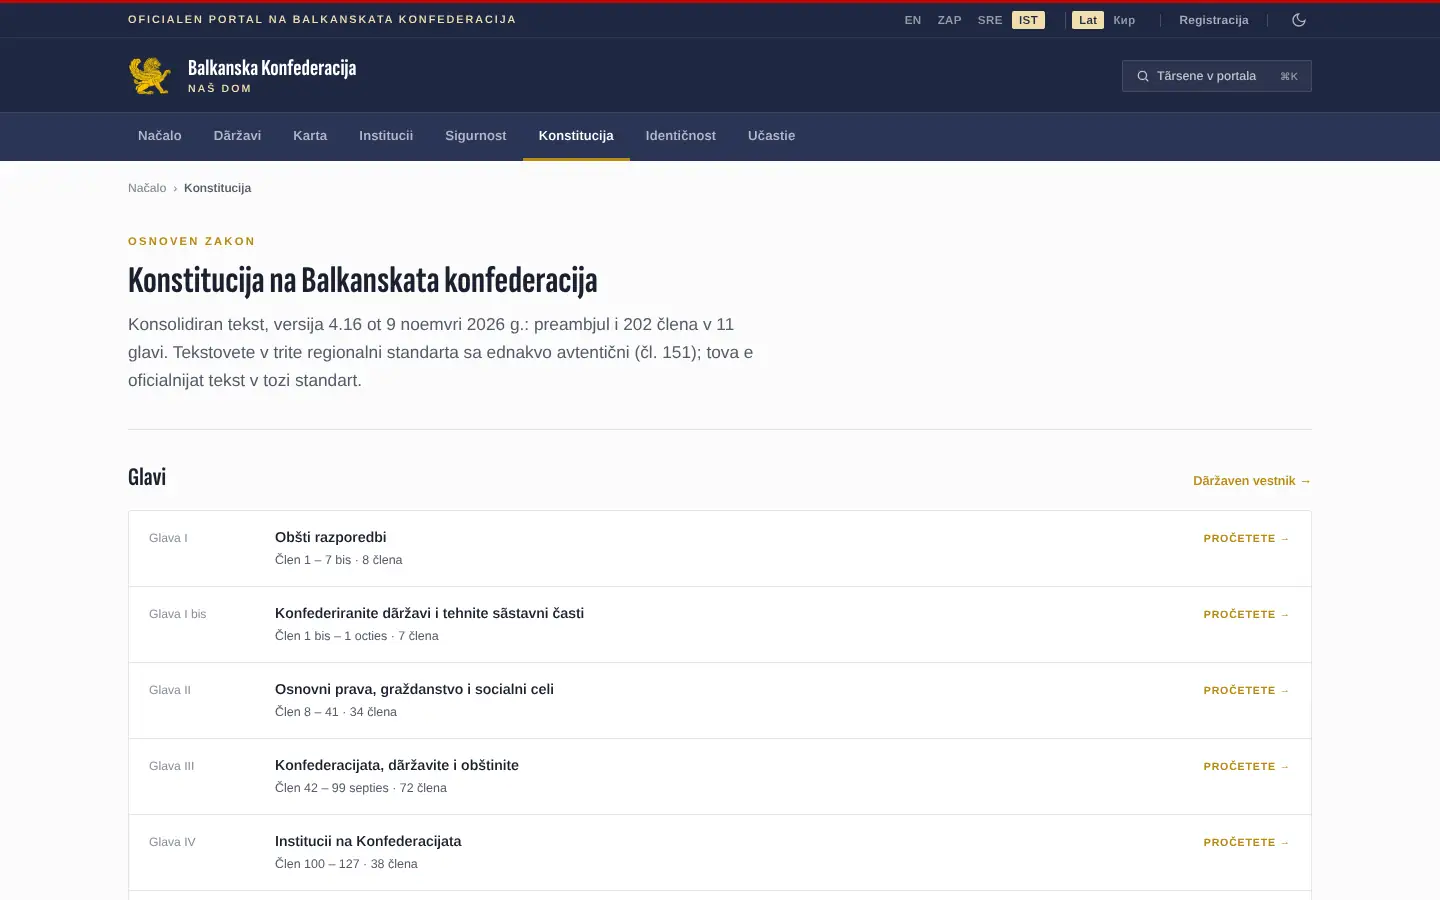 OFICIALEN PORTAL NA BALKANSKATA KONFEDERACIJA
EN ZAP SRE IST Lat Кир Registracija
Balkanska Konfederacija
NAŠ DOM
Tãrsene v portala ⌘K
Načalo Dãržavi Karta Institucii Sigurnost Konstitucija Identičnost Učastie
Načalo › Konstitucija
OSNOVEN ZAKON
Konstitucija na Balkanskata konfederacija
Konsolidiran tekst, versija 4.16 ot 9 noemvri 2026 g.: preambjul i 202 člena v 11
glavi. Tekstovete v trite regionalni standarta sa ednakvo avtentični (čl. 151); tova e
oficialnijat tekst v tozi standart.
Glavi
Dãržaven vestnik →
Glava I Obšti razporedbi PROČETETE →
Člen 1 – 7 bis · 8 člena
Glava I bis Konfederiranite dãržavi i tehnite sãstavni časti PROČETETE →
Člen 1 bis – 1 octies · 7 člena
Glava II Osnovni prava, graždanstvo i socialni celi PROČETETE →
Člen 8 – 41 · 34 člena
Glava III Konfederacijata, dãržavite i obštinite PROČETETE →
Člen 42 – 99 septies · 72 člena
Glava IV Institucii na Konfederacijata PROČETETE →
Člen 100 – 127 · 38 člena